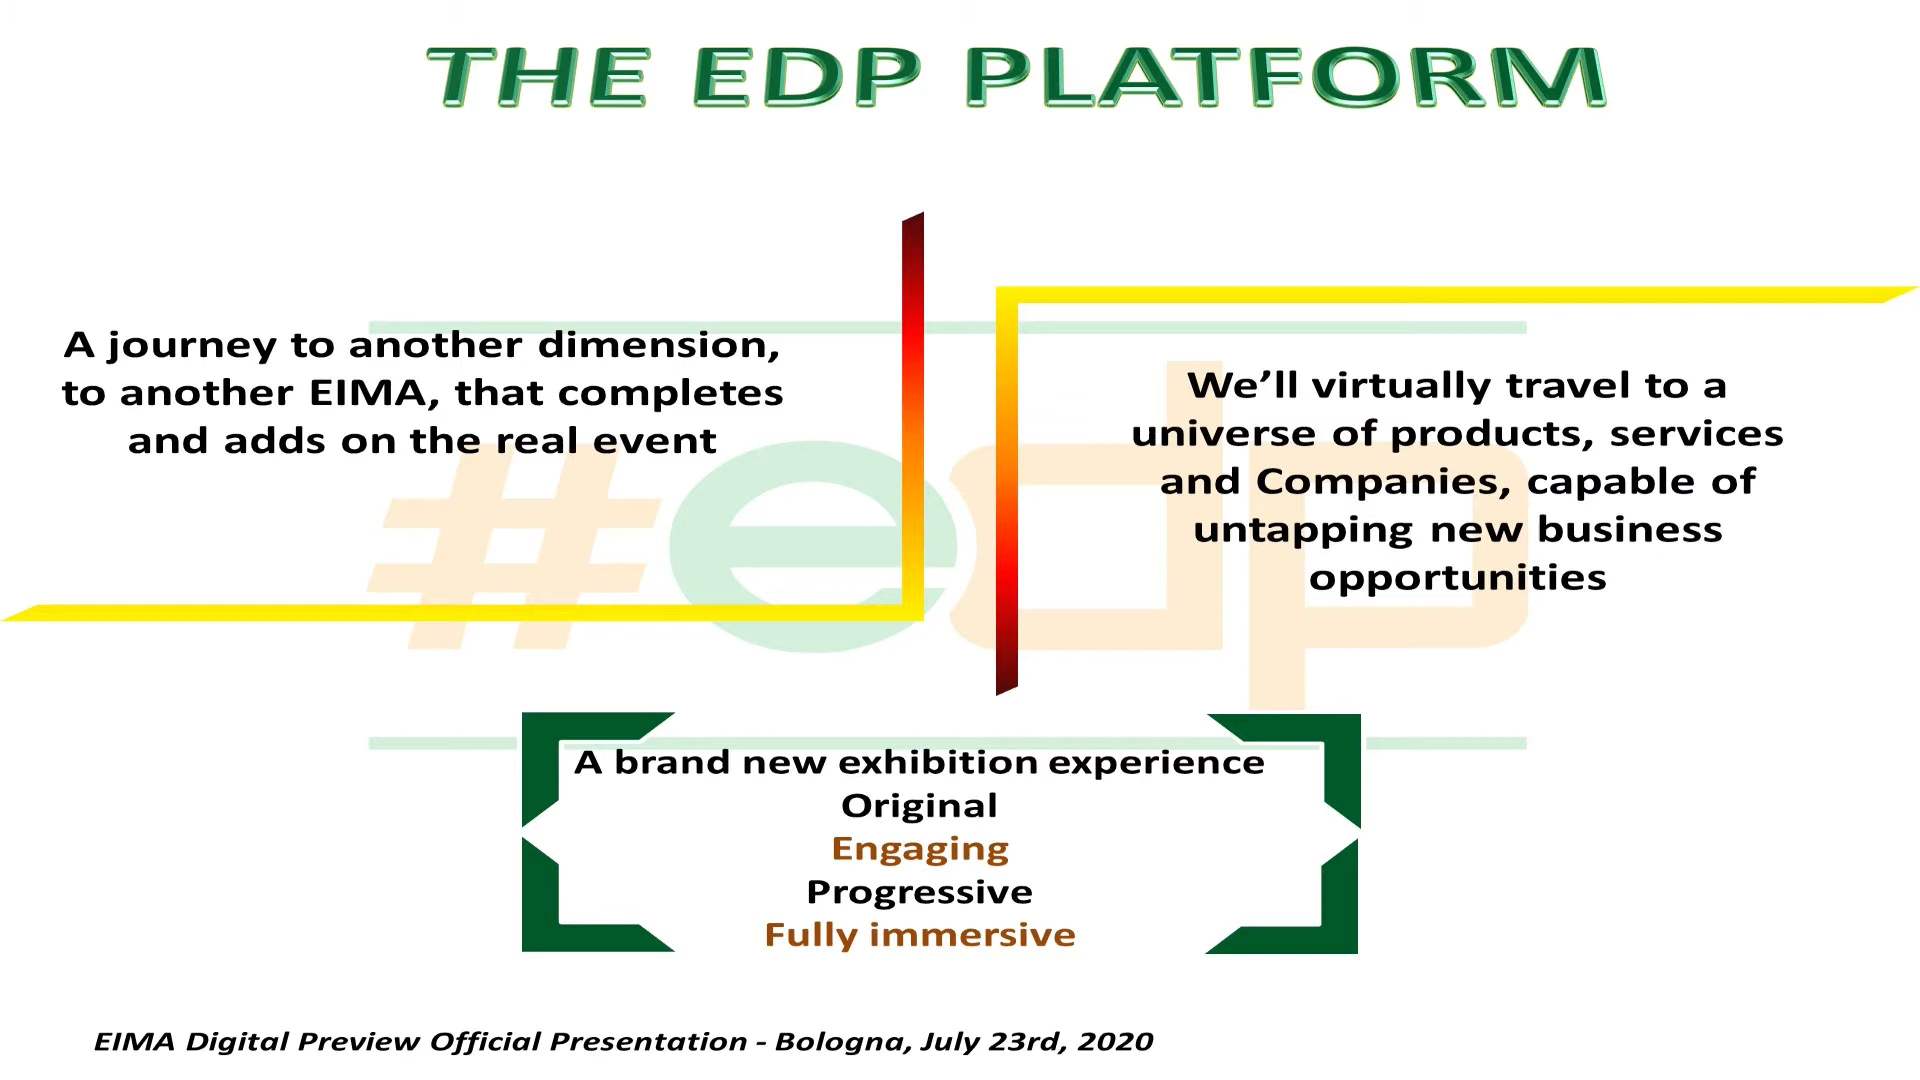 THE EDP PLATFORM
A journey to another dimension,
to another EIMA, that completes
and adds on the real event
We’ll virtually travel to a
universe of products, services
and Companies, capable of
untapping new business
opportunities
#edp
A brand new exhibition experience
Original
Engaging
Progressive
Fully immersive
EIMA Digital Preview Official Presentation - Bologna, July 23rd, 2020